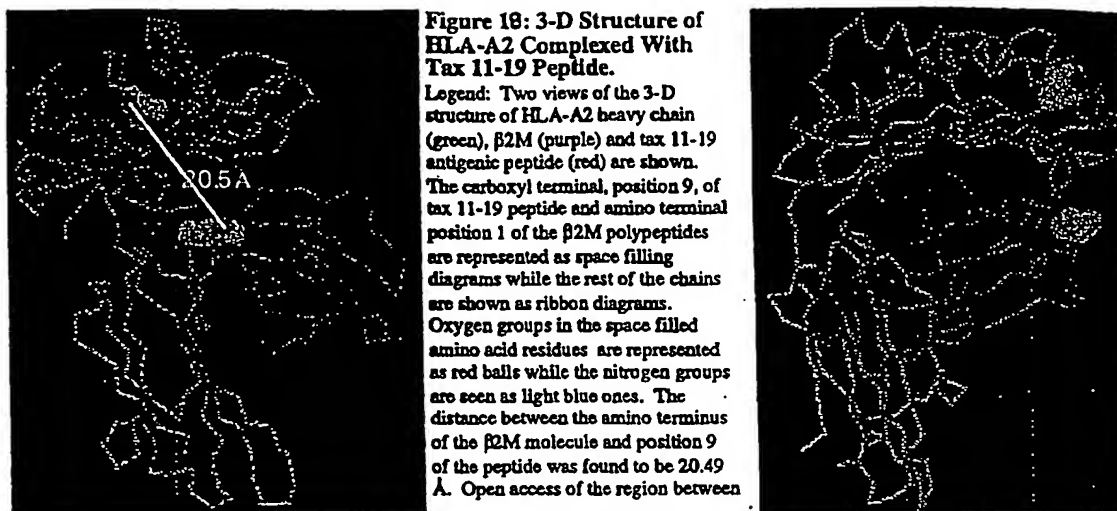 Figure 18: 3-D Structure of
HLA-A2 Complexed With
Tax 11-19 Peptide.
Legend: Two views of the 3-D
structure of HLA-A2 heavy chain
(green), β2M (purple) and tax 11-19
antigenic peptide (red) are shown.
The carboxyl terminal, position 9, of
tax 11-19 peptide and amino terminal
position 1 of the β2M polypeptides
are represented as space filling
diagrams while the rest of the chains
are shown as ribbon diagrams.
Oxygen groups in the space filled
amino acid residues are represented
as red balls while the nitrogen groups
are seen as light blue ones. The
distance between the amino terminus
of the β2M molecule and position 9
of the peptide was found to be 20.49
Å. Open access of the region between
20.5Å